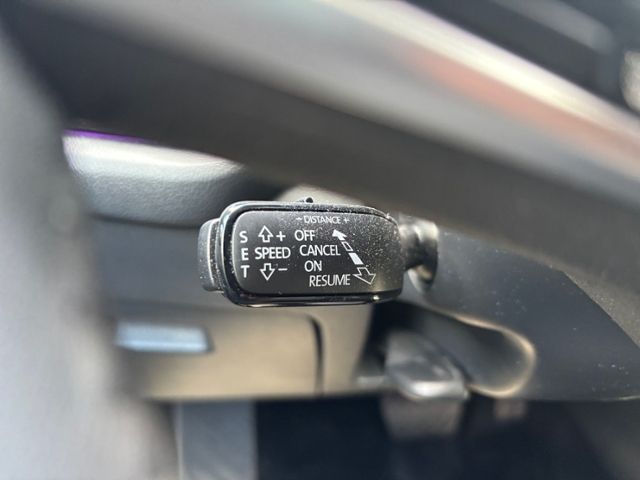 - DISTANCE +
S + OFF
E SPEED CANCEL
T - ON
RESUME